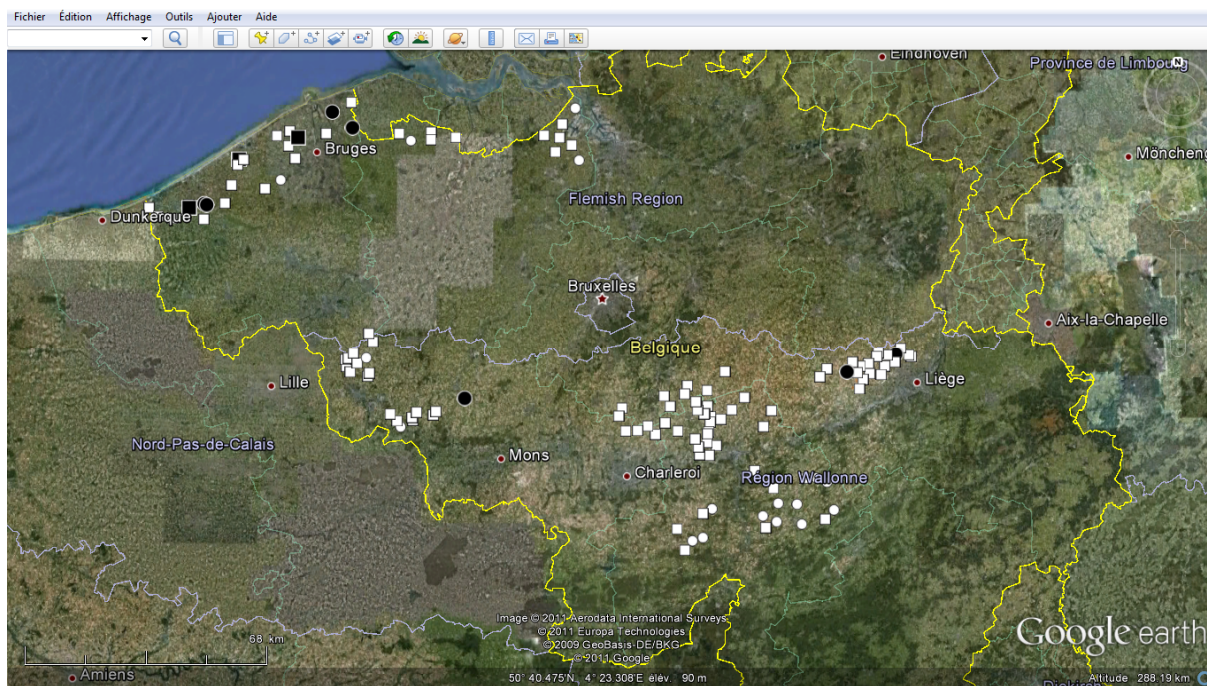 Fichier Édition Affichage Outils Ajouter Aide
Eindhoven
Province de Limbourg
N
Bruges
Möncheng
Dunkerque
Flemish Region
Bruxelles
Aix-la-Chapelle
Belgique
Lille
Liège
Nord-Pas-de-Calais
Mons
Charleroi
Région Wallonne
Image © 2011 Aerodata International Surveys
© 2011 Europa Technologies
© 2009 GeoBasis-DE/BKG
© 2011 Google
Google earth
68 km
Amiens
50° 40.475'N 4° 23.308'E élév. 90 m
Diekirch
Altitude 288.19 km